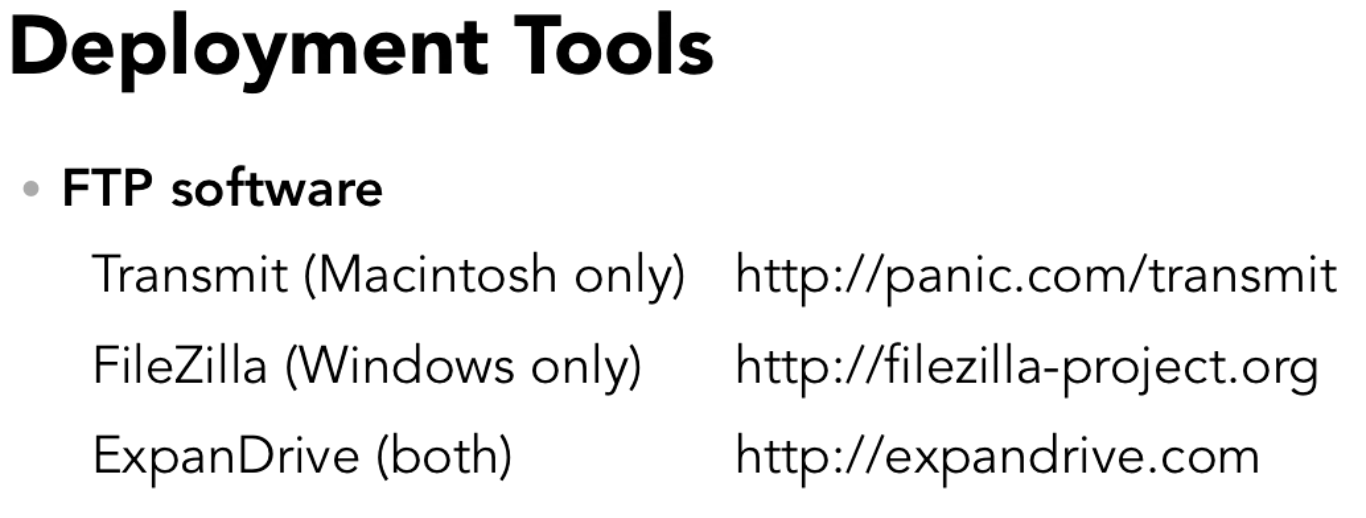 Deployment Tools
• FTP software
Transmit (Macintosh only) http://panic.com/transmit
FileZilla (Windows only) http://filezilla-project.org
ExpanDrive (both) http://expandrive.com